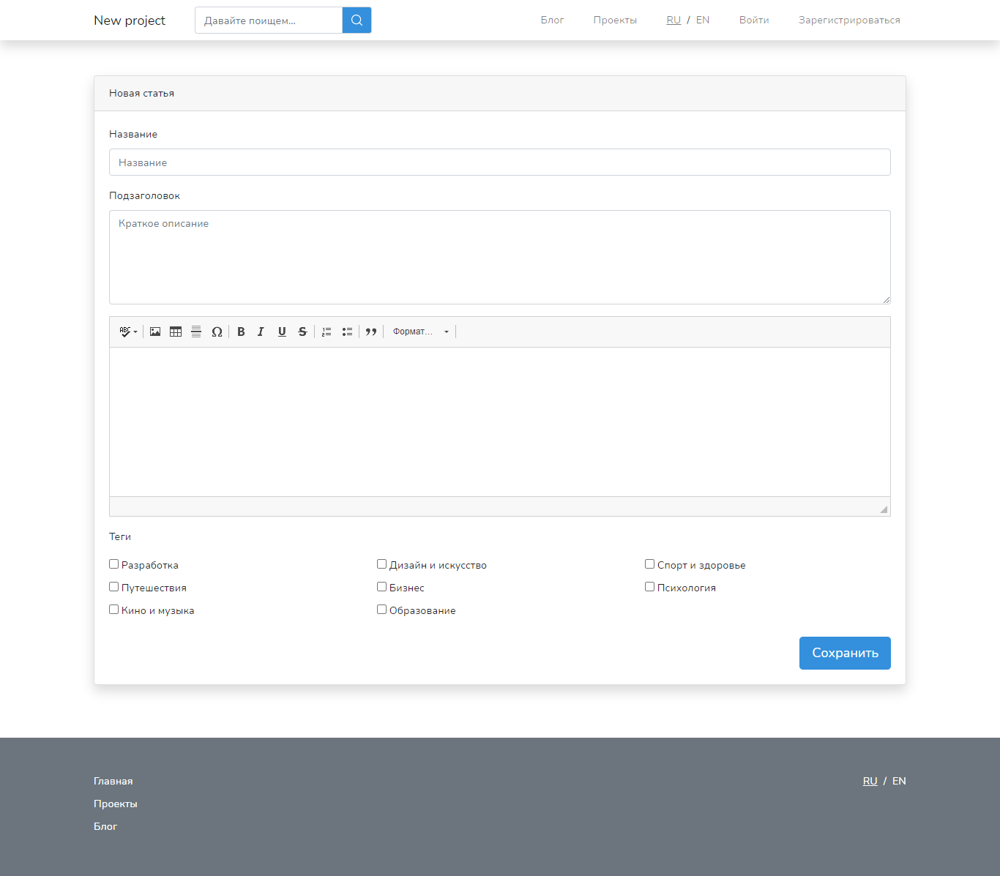 New project Давайте поищем... Блог Проекты RU / EN Войти Зарегистрироваться
Новая статья
Название
Название
Подзаголовок
Краткое описание
ABC Ω B I U S Формат...
Теги
Разработка Дизайн и искусство Спорт и здоровье
Путешествия Бизнес Психология
Кино и музыка Образование
Сохранить
Главная RU / EN
Проекты
Блог